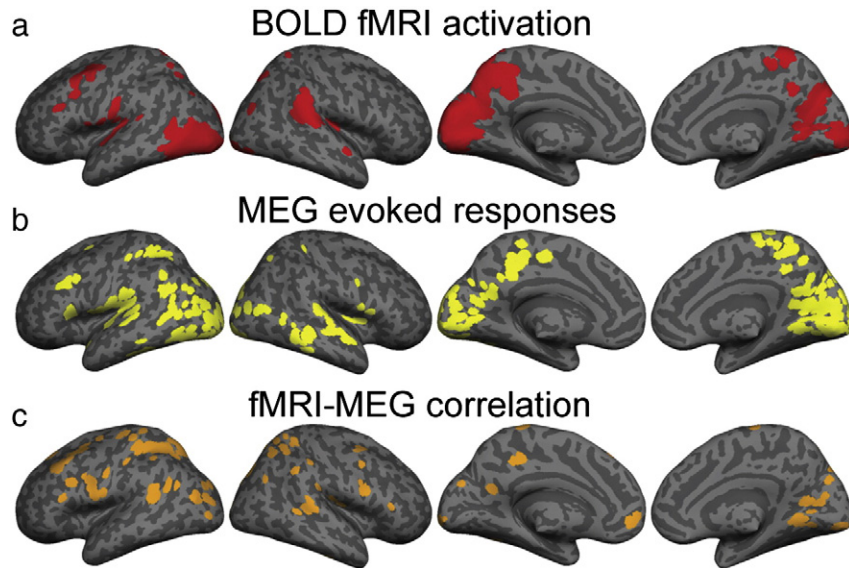 a
BOLD fMRI activation
b
MEG evoked responses
c
fMRI-MEG correlation